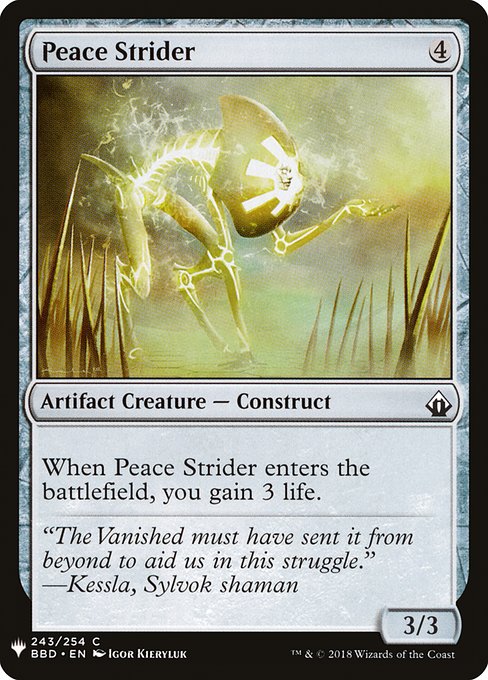 Peace Strider 4
Artifact Creature — Construct
When Peace Strider enters the
battlefield, you gain 3 life.
“The Vanished must have sent it from
beyond to aid us in this struggle.”
—Kessla, Sylvok shaman
3/3
243/254 C
BBD • EN Igor Kieryluk
™ & © 2018 Wizards of the Coast